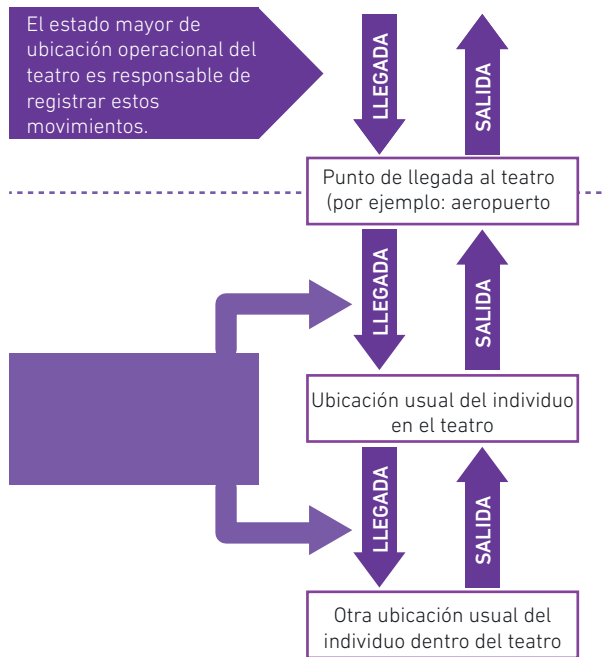 El estado mayor de
ubicación operacional del
teatro es responsable de
registrar estos
movimientos.
LLEGADA
SALIDA
Punto de llegada al teatro
(por ejemplo: aeropuerto
LLEGADA
SALIDA
Ubicación usual del individuo
en el teatro
LLEGADA
SALIDA
Otra ubicación usual del
individuo dentro del teatro